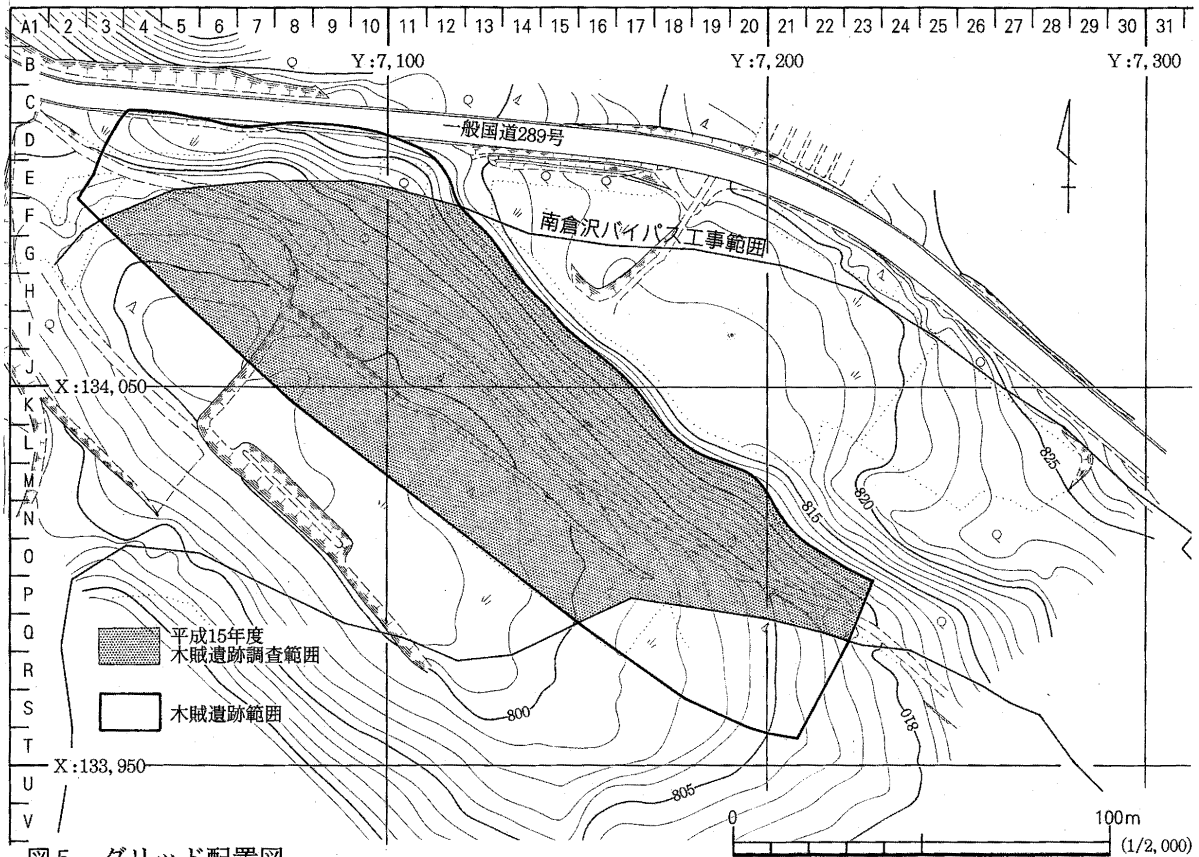 A1 2 3 4 5 6 7 8 9 10 11 12 13 14 15 16 17 18 19 20 21 22 23 24 25 26 27 28 29 30 31
B
C
D
E
F
G
H
I
J
K
L
M
N
O
P
Q
R
S
T
U
V
Y:7,100
Y:7,200
Y:7,300
一般国道289号
南倉沢バイパス工事範囲
X:134,050
825
820
815
平成15年度
木賊遺跡調査範囲
木賊遺跡範囲
800
810
805
X:133,950
0 100m
(1/2,000)
図5 グリッド配置図